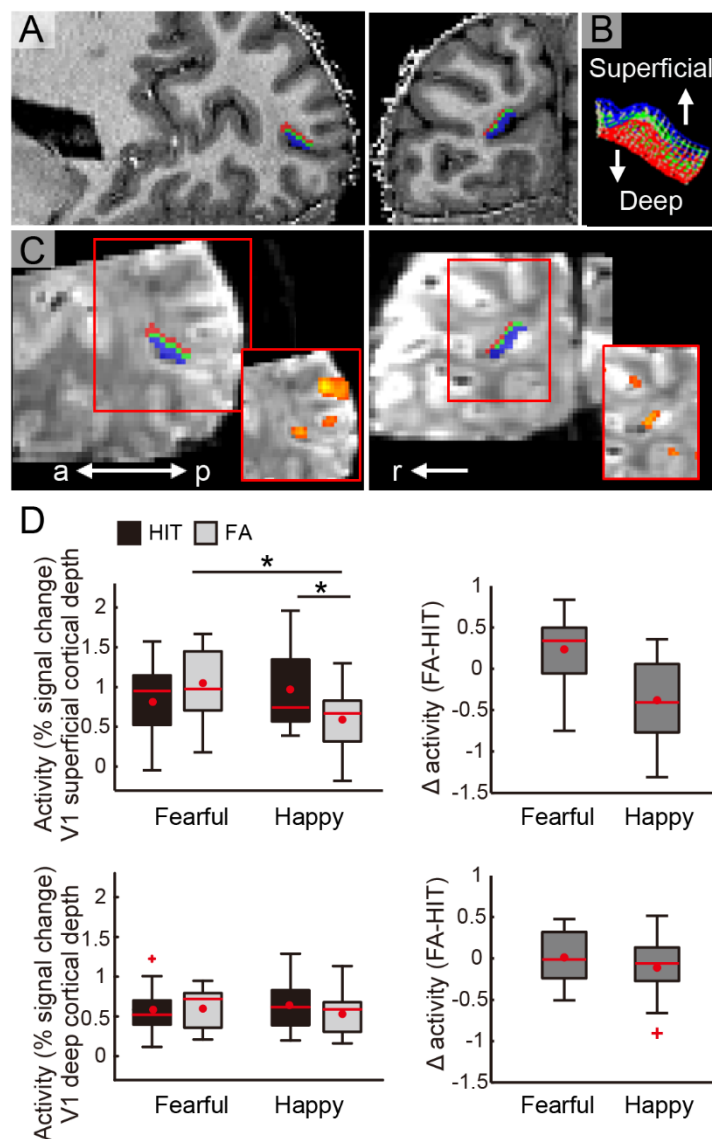 A
B
Superficial
Deep
C
a
p
r
D
HIT
FA
Activity (% signal change)
V1 superficial cortical depth
2
1.5
1
0.5
0
*
*
Fearful
Happy
Δ activity (FA-HIT)
1
0.5
0
-0.5
-1
-1.5
Fearful
Happy
Activity (% signal change)
V1 deep cortical depth
2
1.5
1
0.5
0
Fearful
Happy
Δ activity (FA-HIT)
1
0.5
0
-0.5
-1
-1.5
Fearful
Happy